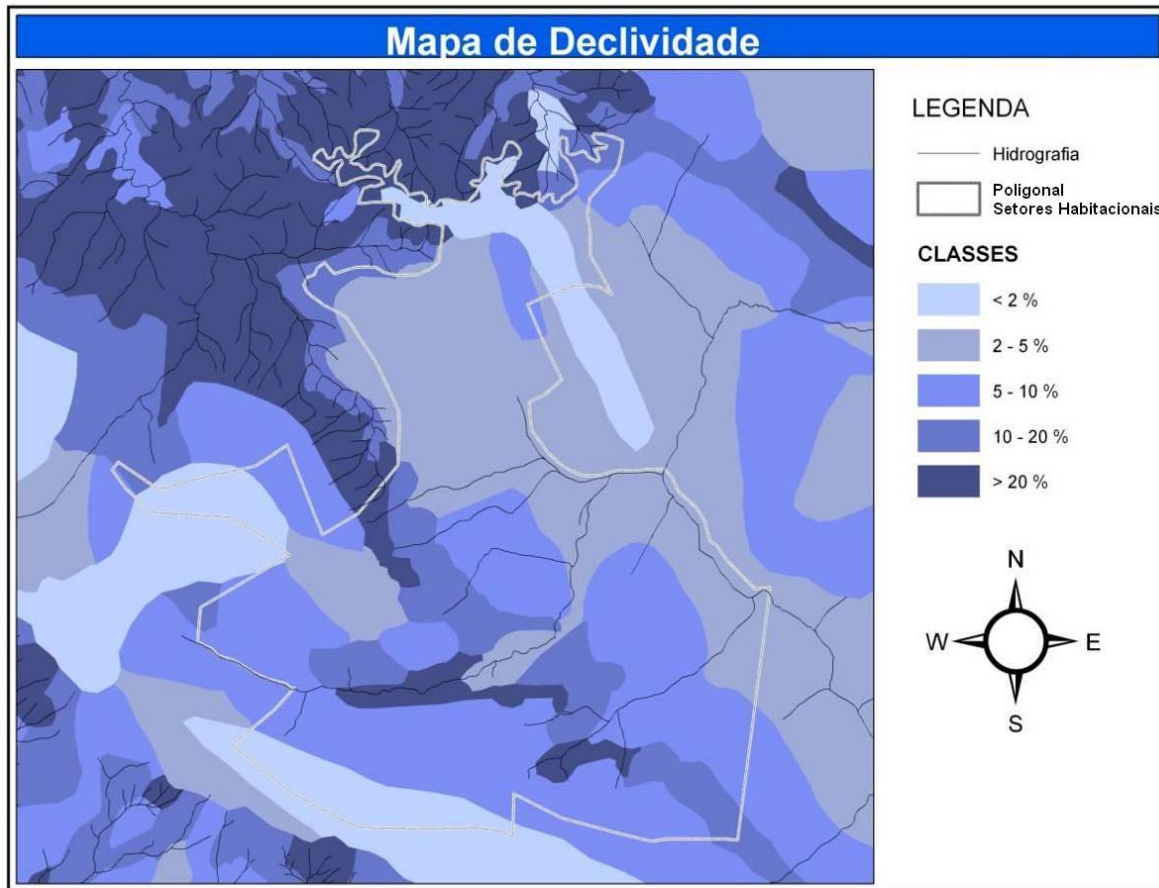 Mapa de Declividade
LEGENDA
Hidrografia
Poligonal
Setores Habitacionais
CLASSES
< 2 %
2 - 5 %
5 - 10 %
10 - 20 %
> 20 %
N
W E
S